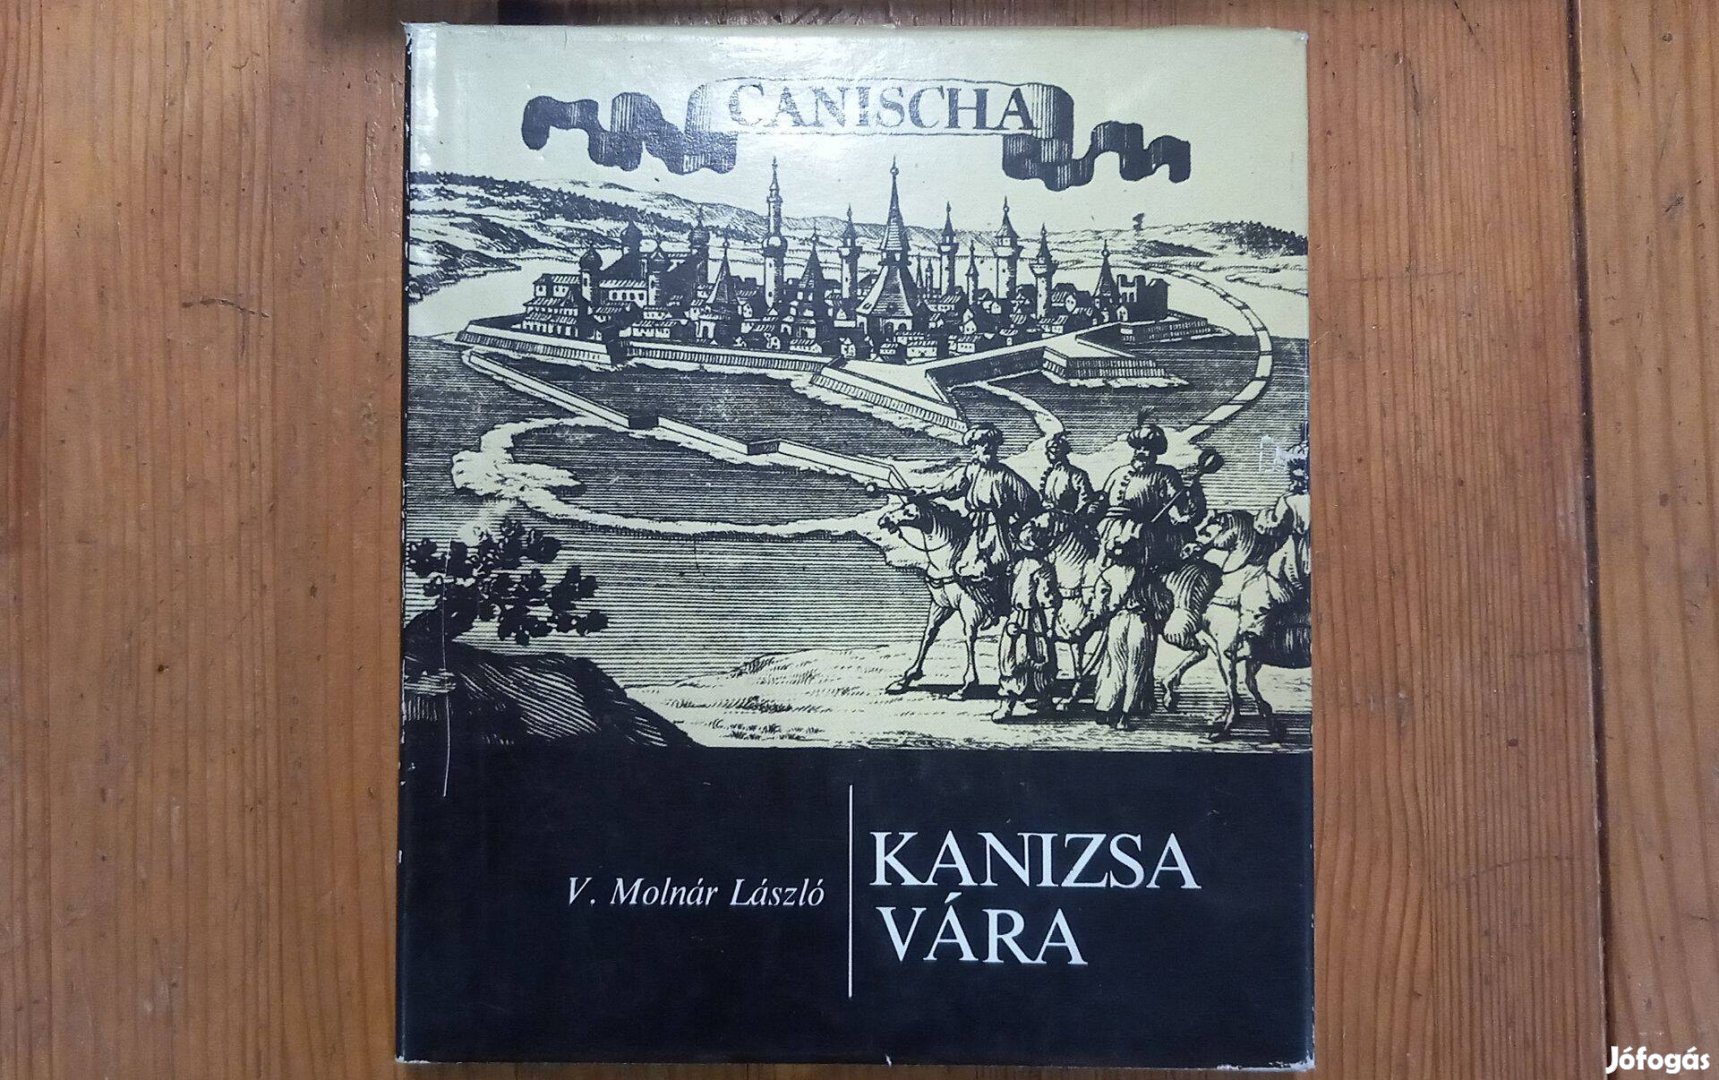 CANISCHA
V. Molnár László
KANIZSA
VÁRA
Jófogás